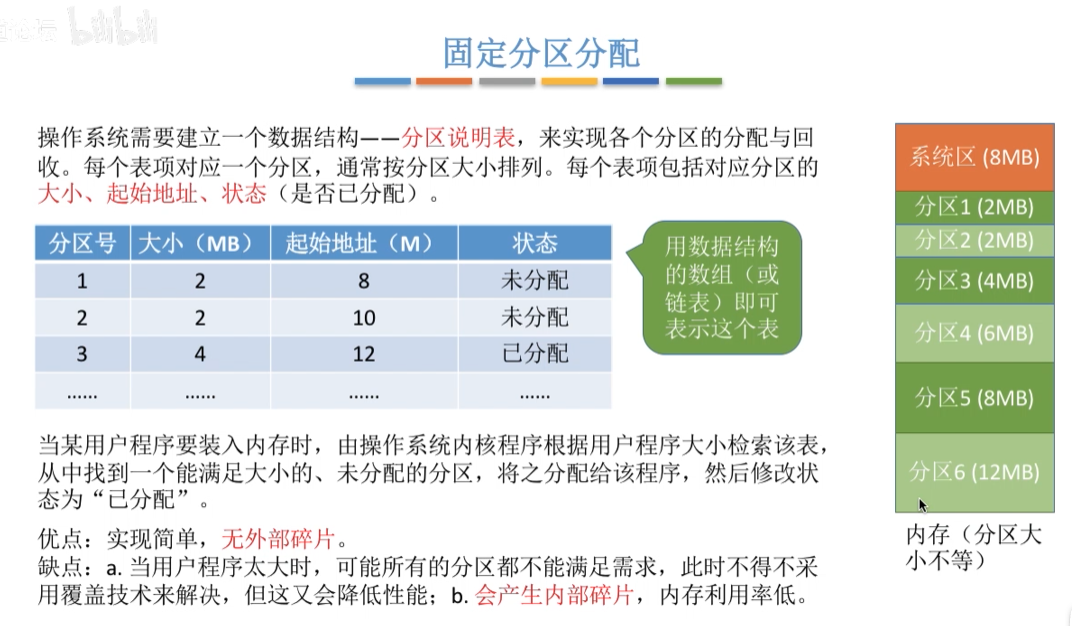 bilibili
固定分区分配
操作系统需要建立一个数据结构——分区说明表，来实现各个分区的分配与回
收。每个表项对应一个分区，通常按分区大小排列。每个表项包括对应分区的
大小、起始地址、状态（是否已分配）。
分区号 大小（MB） 起始地址（M） 状态
1 2 8 未分配
2 2 10 未分配
3 4 12 已分配
…… …… …… ……
用数据结构
的数组（或
链表）即可
表示这个表
当某用户程序要装入内存时，由操作系统内核程序根据用户程序大小检索该表，
从中找到一个能满足大小的、未分配的分区，将之分配给该程序，然后修改状
态为“已分配”。
优点：实现简单，无外部碎片。
缺点：a. 当用户程序太大时，可能所有的分区都不能满足需求，此时不得不采
用覆盖技术来解决，但这又会降低性能；b. 会产生内部碎片，内存利用率低。
系统区 (8MB)
分区1 (2MB)
分区2 (2MB)
分区3 (4MB)
分区4 (6MB)
分区5 (8MB)
分区6 (12MB)
内存（分区大
小不等）